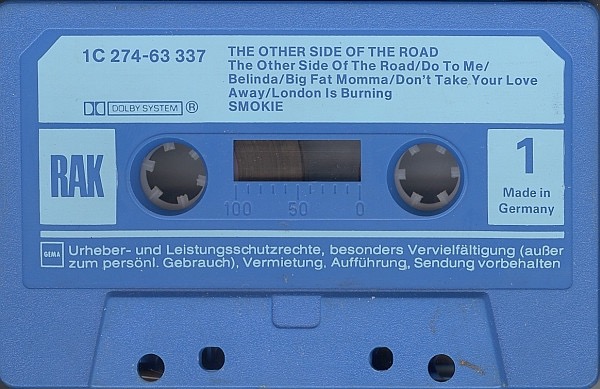 1C 274-63 337
THE OTHER SIDE OF THE ROAD
The Other Side Of The Road/Do To Me/
Belinda/Big Fat Momma/Don't Take Your Love
Away/London Is Burning
SMOKIE
DOLBY SYSTEM ®
RAK
1
Made in
Germany
100 50 0
GEMA
Urheber- und Leistungsschutzrechte, besonders Vervielfältigung (außer
zum persönl. Gebrauch), Vermietung, Aufführung, Sendung vorbehalten